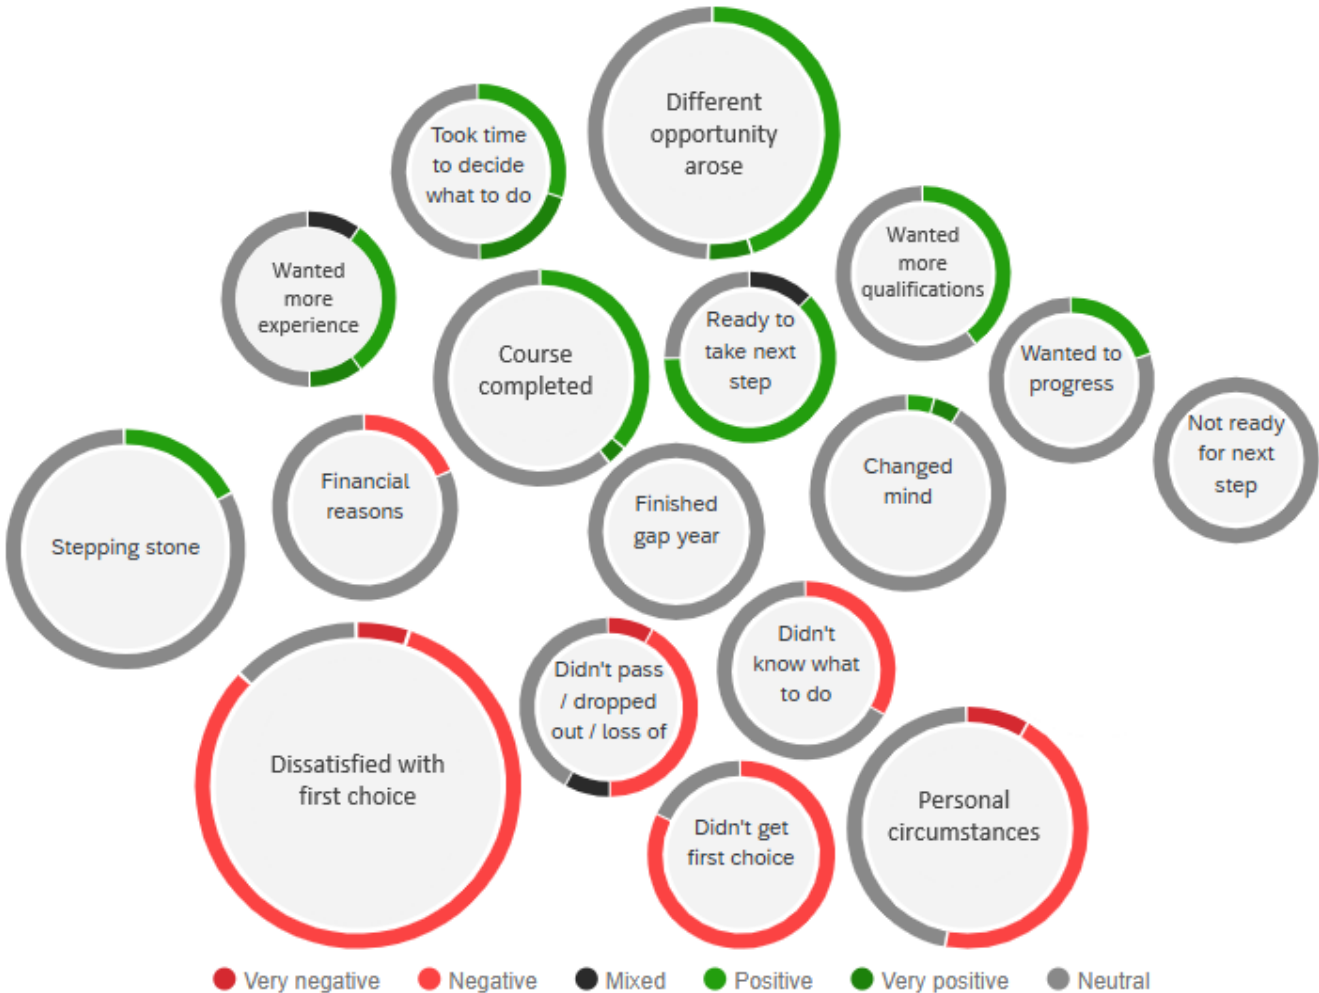 Different
opportunity
arose
Took time
to decide
what to do
Wanted
more
qualifications
Wanted
more
experience
Ready to
take next
step
Course
completed
Wanted to
progress
Not ready
for next
step
Changed
mind
Financial
reasons
Finished
gap year
Stepping stone
Didn't
know what
to do
Didn't pass
/ dropped
out / loss of
Dissatisfied with
first choice
Personal
circumstances
Didn't get
first choice
Very negative
Negative
Mixed
Positive
Very positive
Neutral